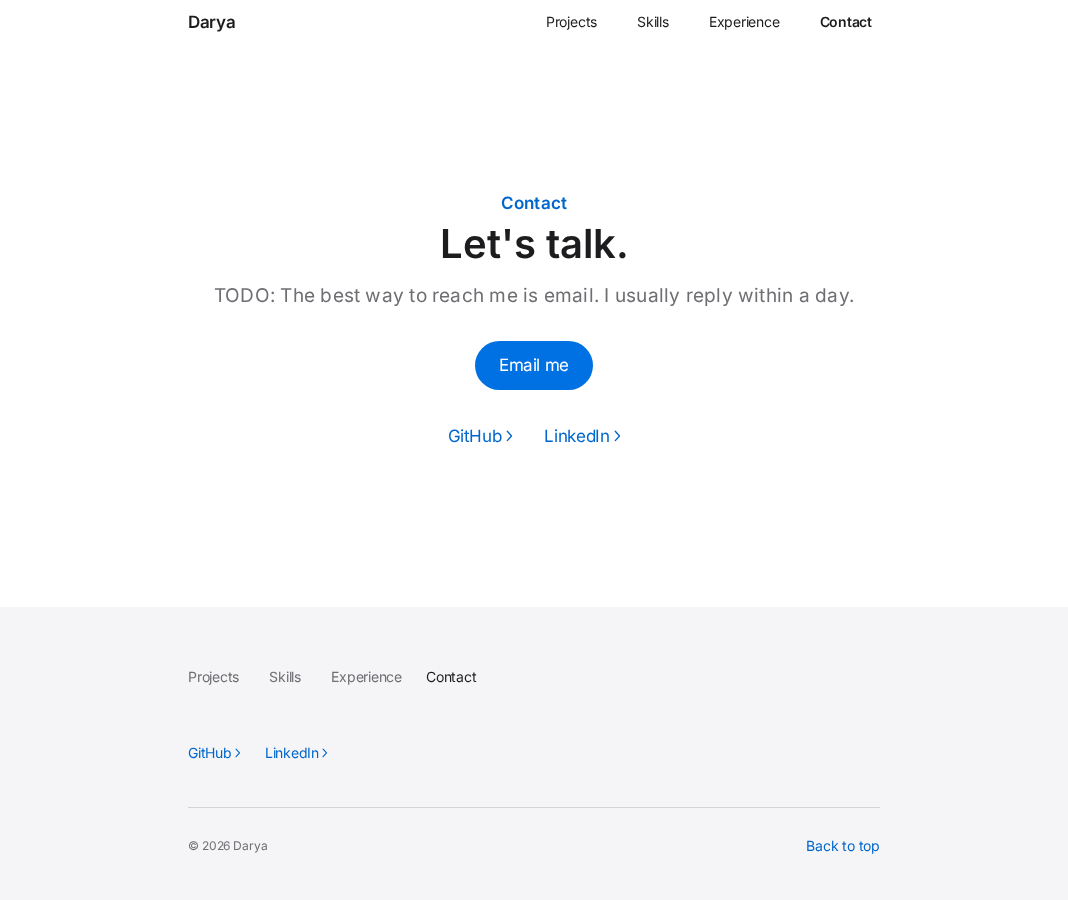 Darya Projects Skills Experience Contact
Contact
Let's talk.
TODO: The best way to reach me is email. I usually reply within a day.
Email me
GitHub LinkedIn
Projects Skills Experience Contact
GitHub LinkedIn
© 2026 Darya Back to top